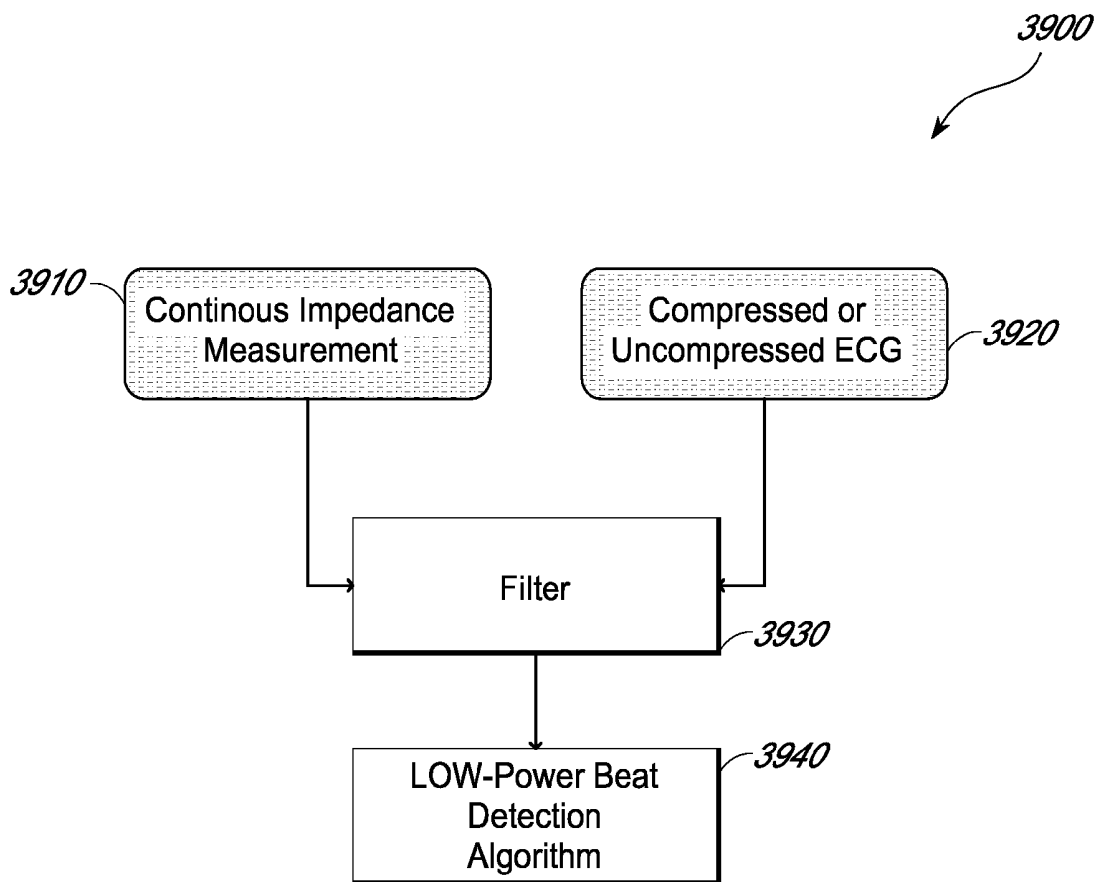 3900
3910
Continous Impedance
Measurement
Compressed or
Uncompressed ECG
3920
Filter
3930
LOW-Power Beat
Detection
Algorithm
3940